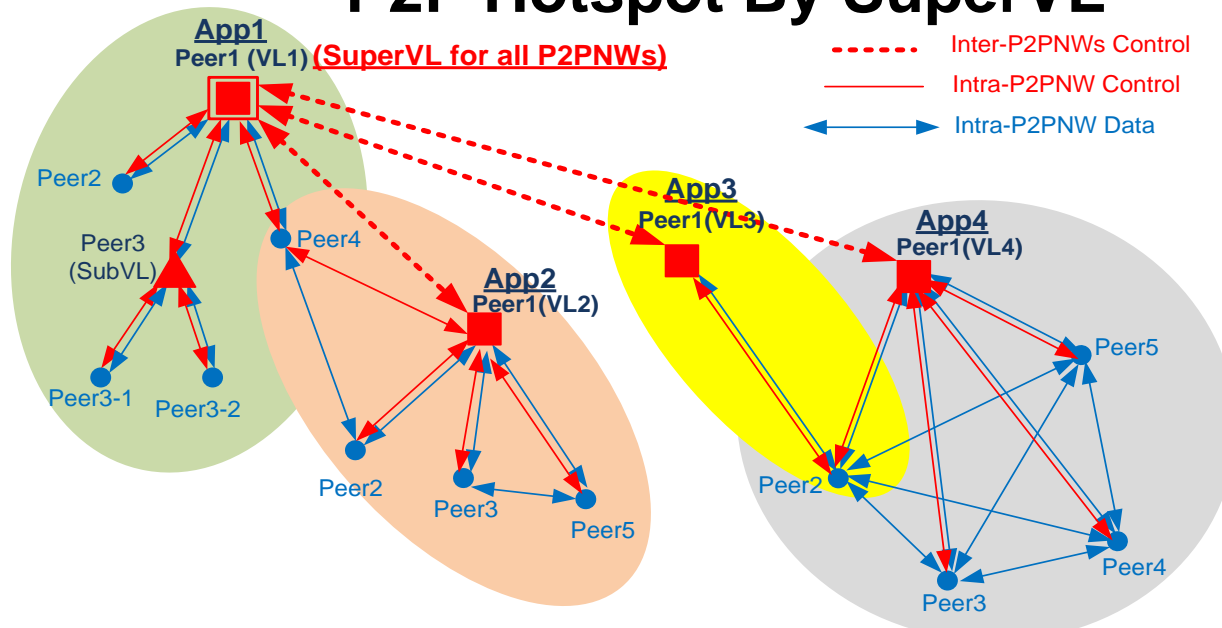 P2P Hotspot By SuperVL
App1
Peer1 (VL1) (SuperVL for all P2PNWs)
Inter-P2PNWs Control
Intra-P2PNW Control
Intra-P2PNW Data
Peer2
Peer3
(SubVL)
Peer4
Peer3-1
Peer3-2
App2
Peer1(VL2)
Peer2
Peer3
Peer5
App3
Peer1(VL3)
Peer2
App4
Peer1(VL4)
Peer5
Peer4
Peer3